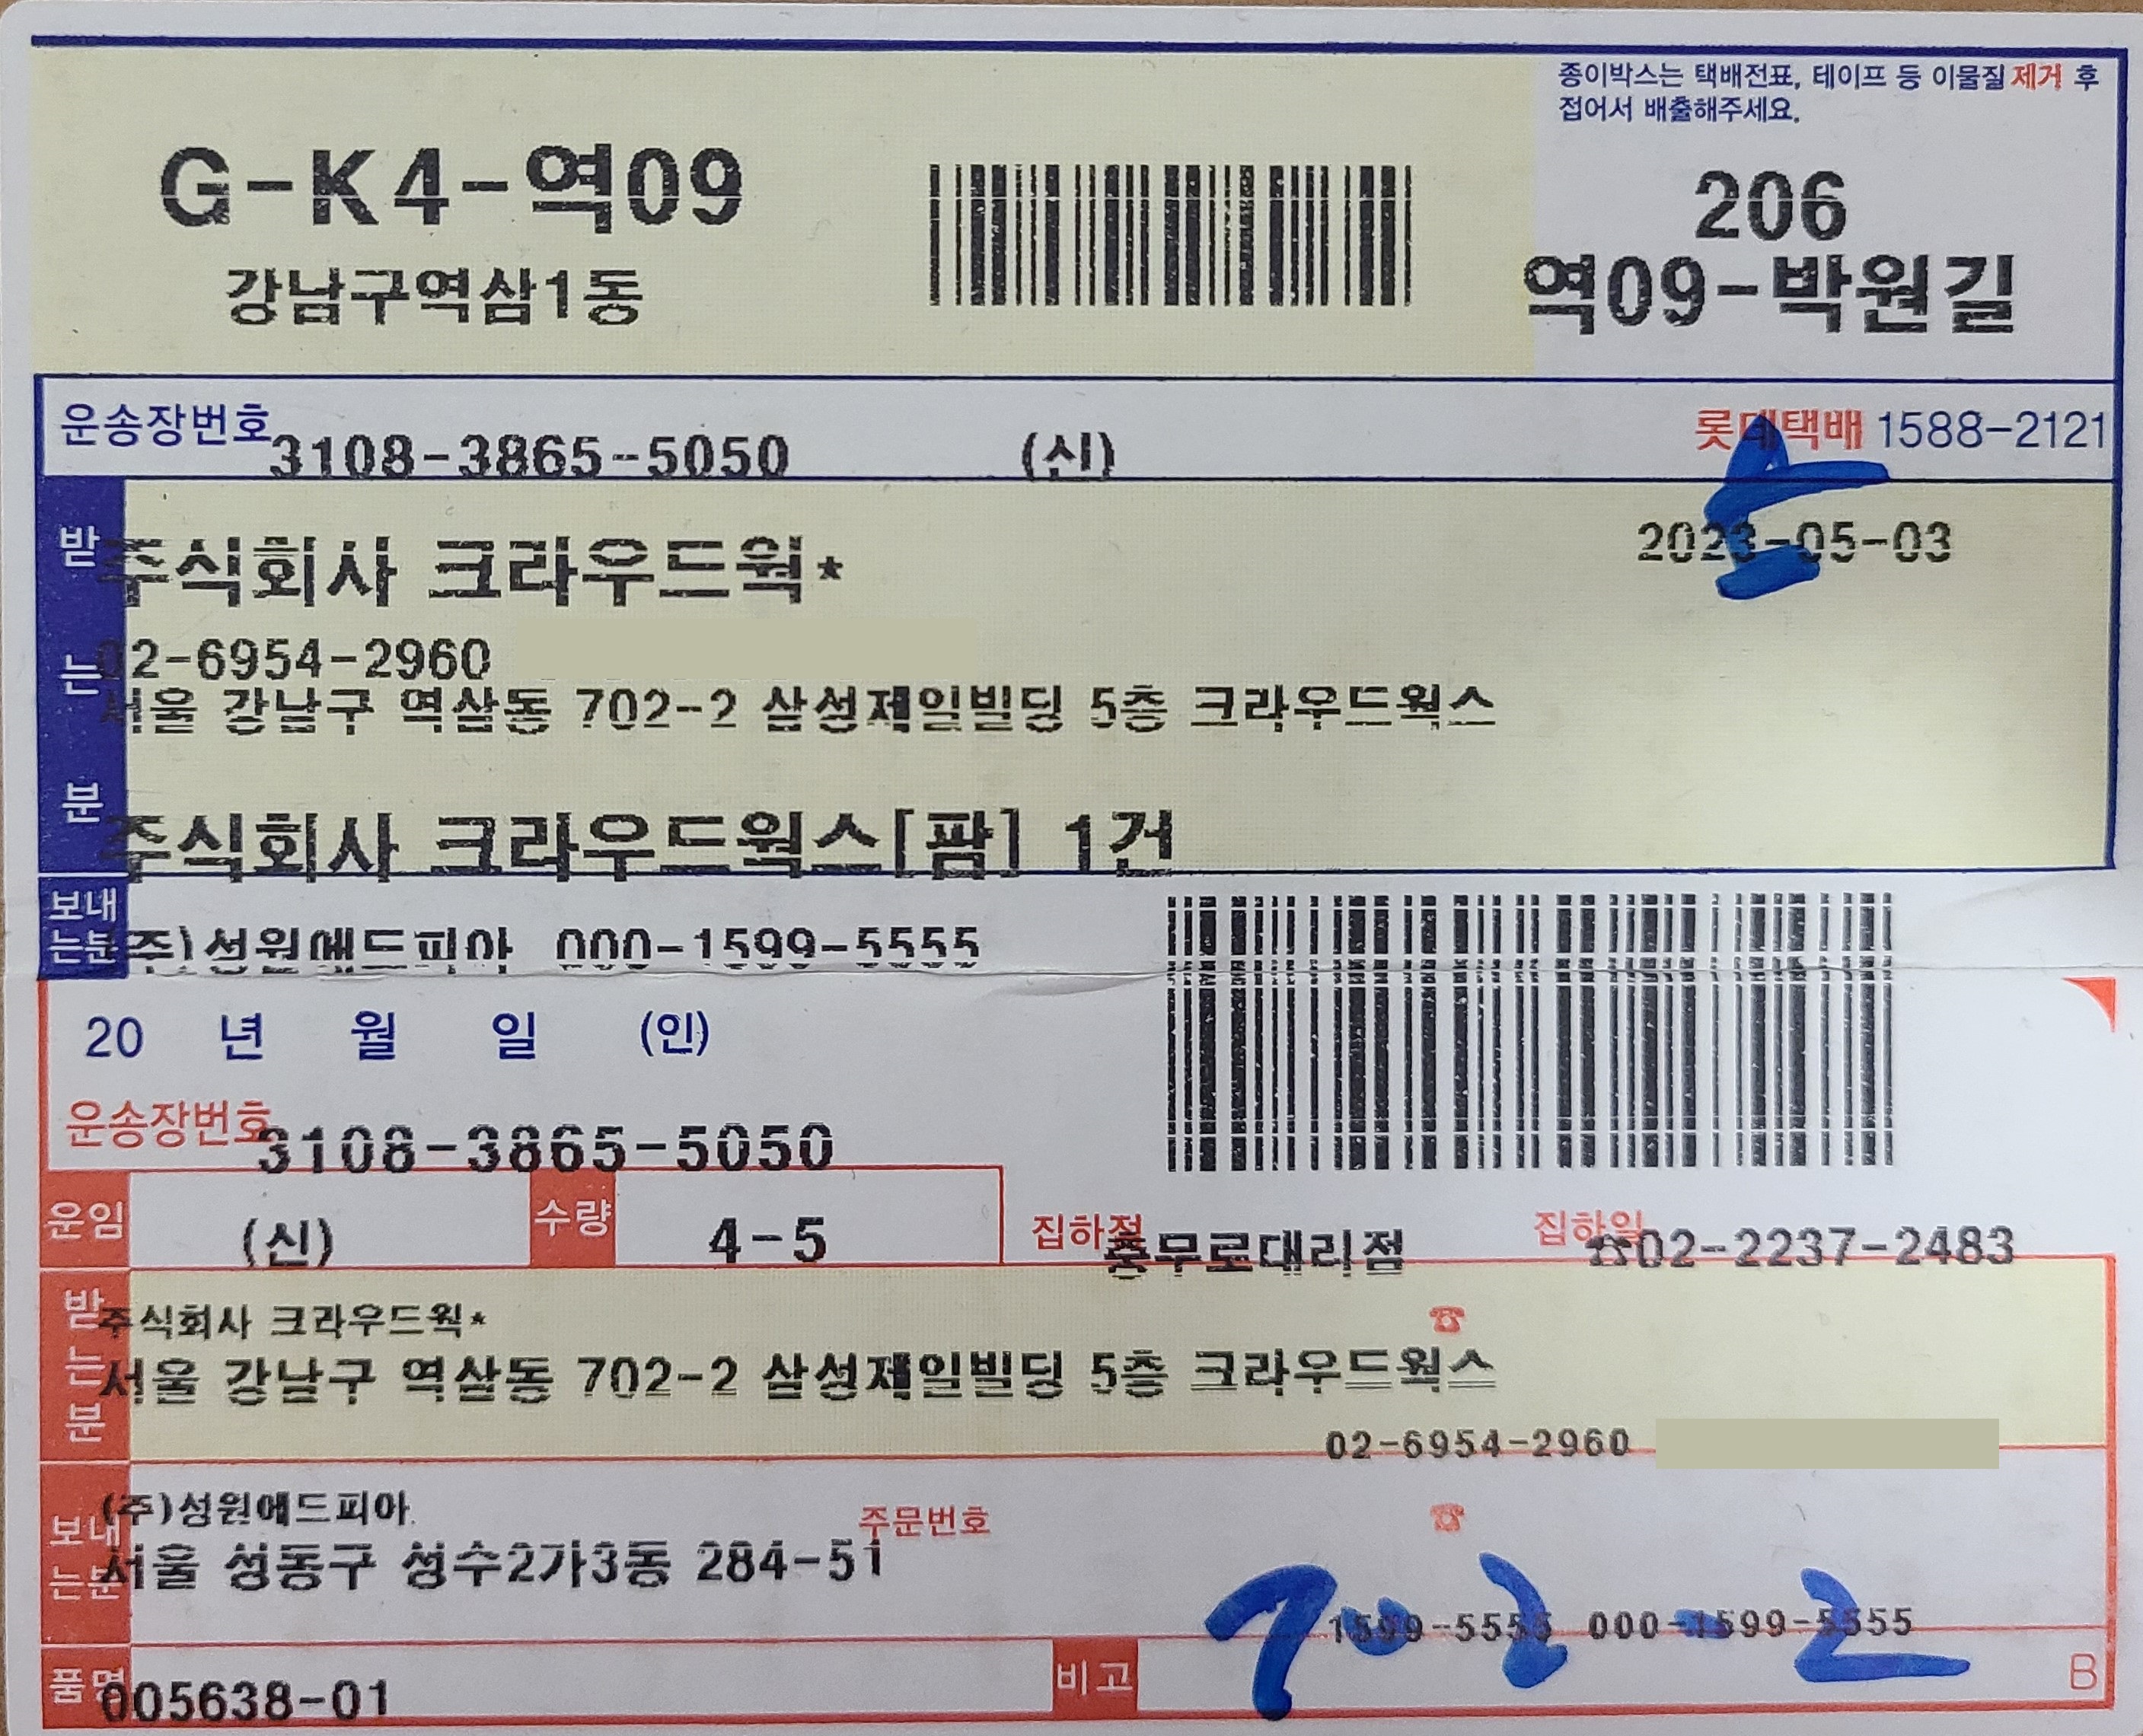 종이박스는 택배전표, 테이프 등 이물질 제거 후
접어서 배출해주세요.
G-K4-역09
강남구역삼1동
206
역09-박원길
운송장번호 3108-3865-5050 (신) 롯데택배 1588-2121
2023-05-03
받는분
주식회사 크라우드웍*
02-6954-2960
서울 강남구 역삼동 702-2 삼성제일빌딩 5층 크라우드웍스
주식회사 크라우드웍스[팜] 1건
보내는분 (주)성원애드피아 000-1599-5555
20 년 월 일 (인)
운송장번호 3108-3865-5050
운임 (신) 수량 4-5 집하점 충무로대리점 집하일 ☎02-2237-2483
받는분
주식회사 크라우드웍* ☎
서울 강남구 역삼동 702-2 삼성제일빌딩 5층 크라우드웍스
02-6954-2960
보내는분
(주)성원애드피아 주문번호 ☎
서울 성동구 성수2가3동 284-51
1599-5555 000-1599-5555
702-2
품명 005638-01 비고 B